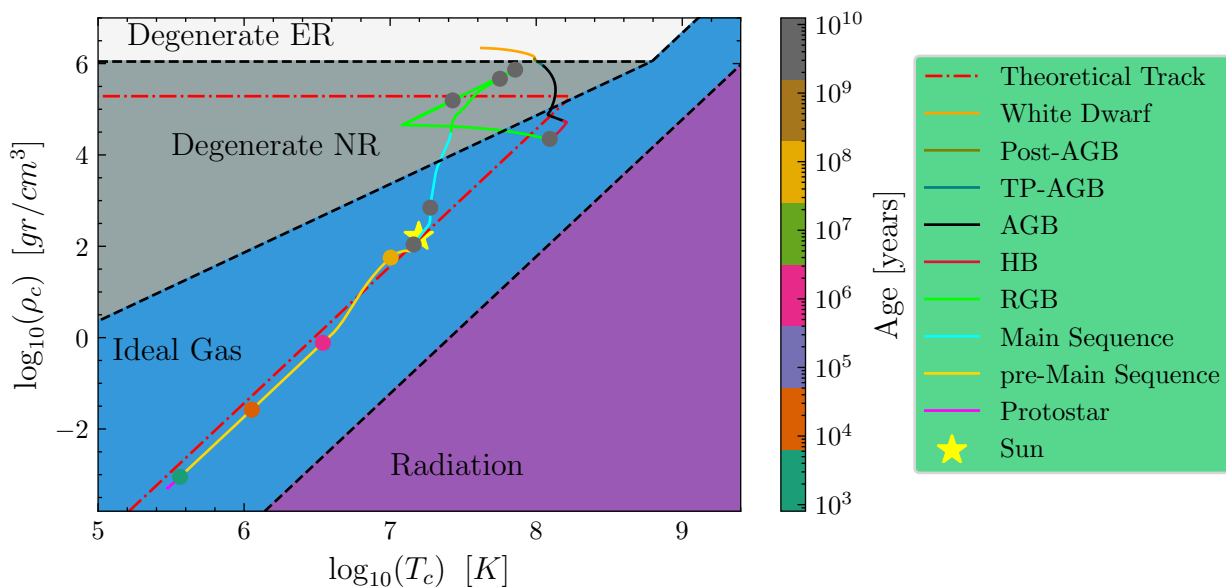 Degenerate ER
Degenerate NR
Ideal Gas
Radiation
6
4
2
0
−2
log₁₀(ρ_c) [gr/cm³]
5
6
7
8
9
log₁₀(T_c) [K]
10¹⁰
10⁹
10⁸
10⁷
10⁶
10⁵
10⁴
10³
Age [years]
Theoretical Track
White Dwarf
Post-AGB
TP-AGB
AGB
HB
RGB
Main Sequence
pre-Main Sequence
Protostar
Sun